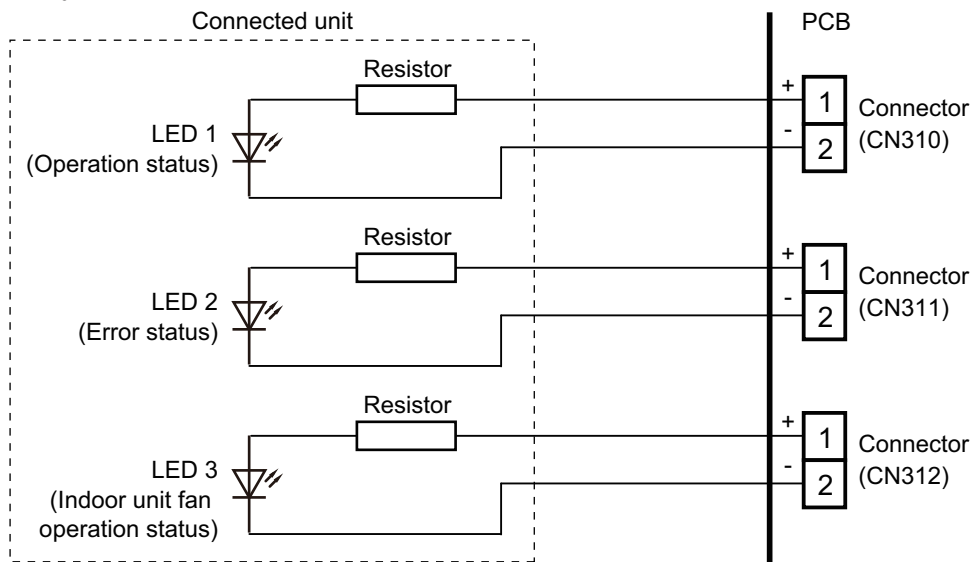 Connected unit
PCB
Resistor
LED 1
(Operation status)
+
1
-
2
Connector
(CN310)
Resistor
LED 2
(Error status)
+
1
-
2
Connector
(CN311)
Resistor
LED 3
(Indoor unit fan
operation status)
+
1
-
2
Connector
(CN312)